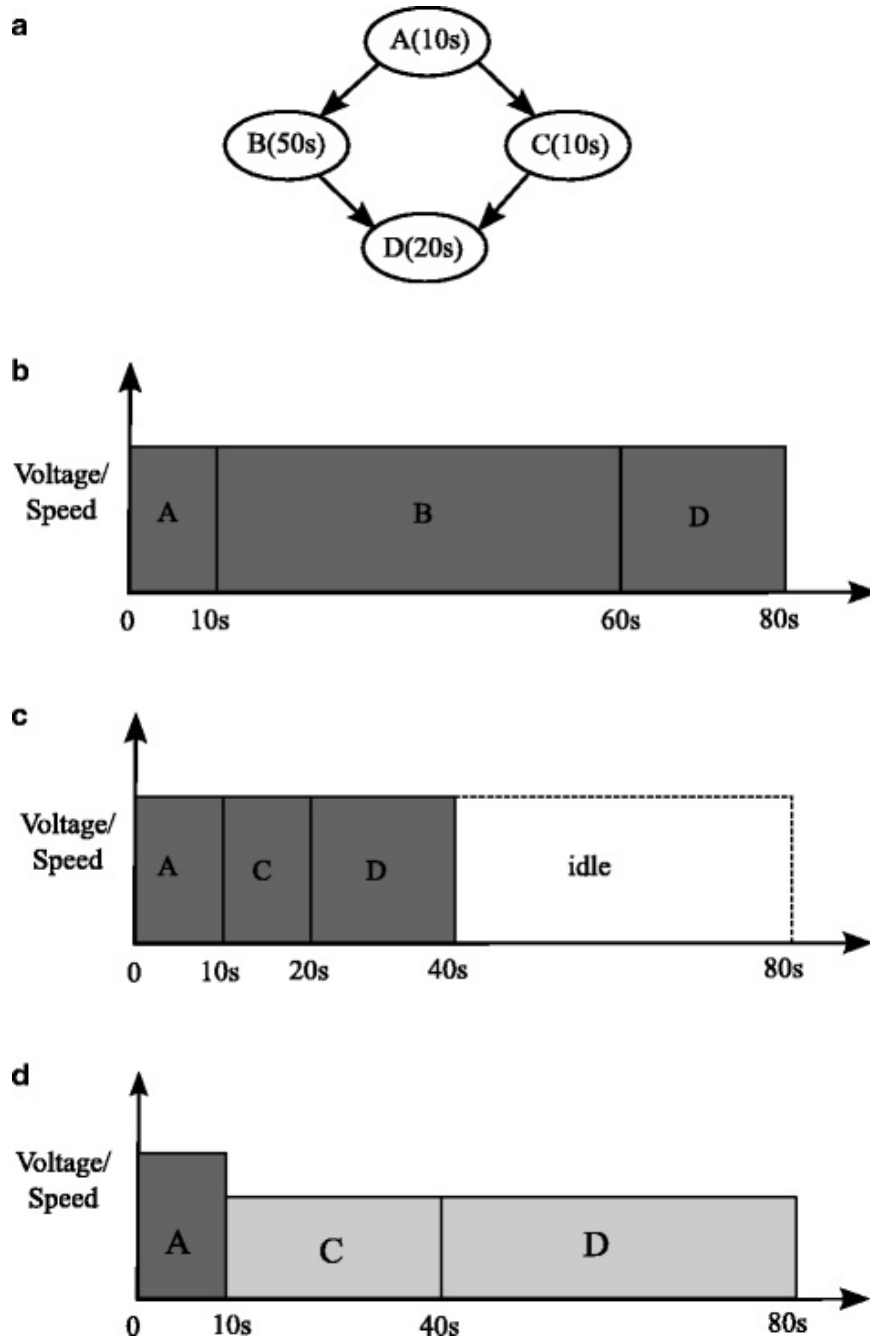 a
A(10s)
B(50s)
C(10s)
D(20s)
b
Voltage/
Speed
A
B
D
0
10s
60s
80s
c
Voltage/
Speed
A
C
D
idle
0
10s
20s
40s
80s
d
Voltage/
Speed
A
C
D
0
10s
40s
80s